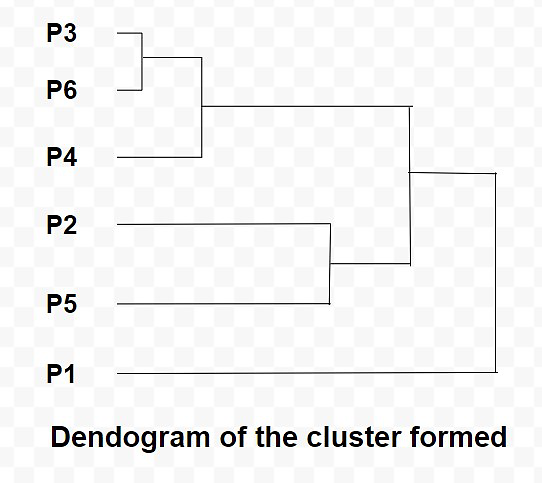 P3
P6
P4
P2
P5
P1
Dendogram of the cluster formed